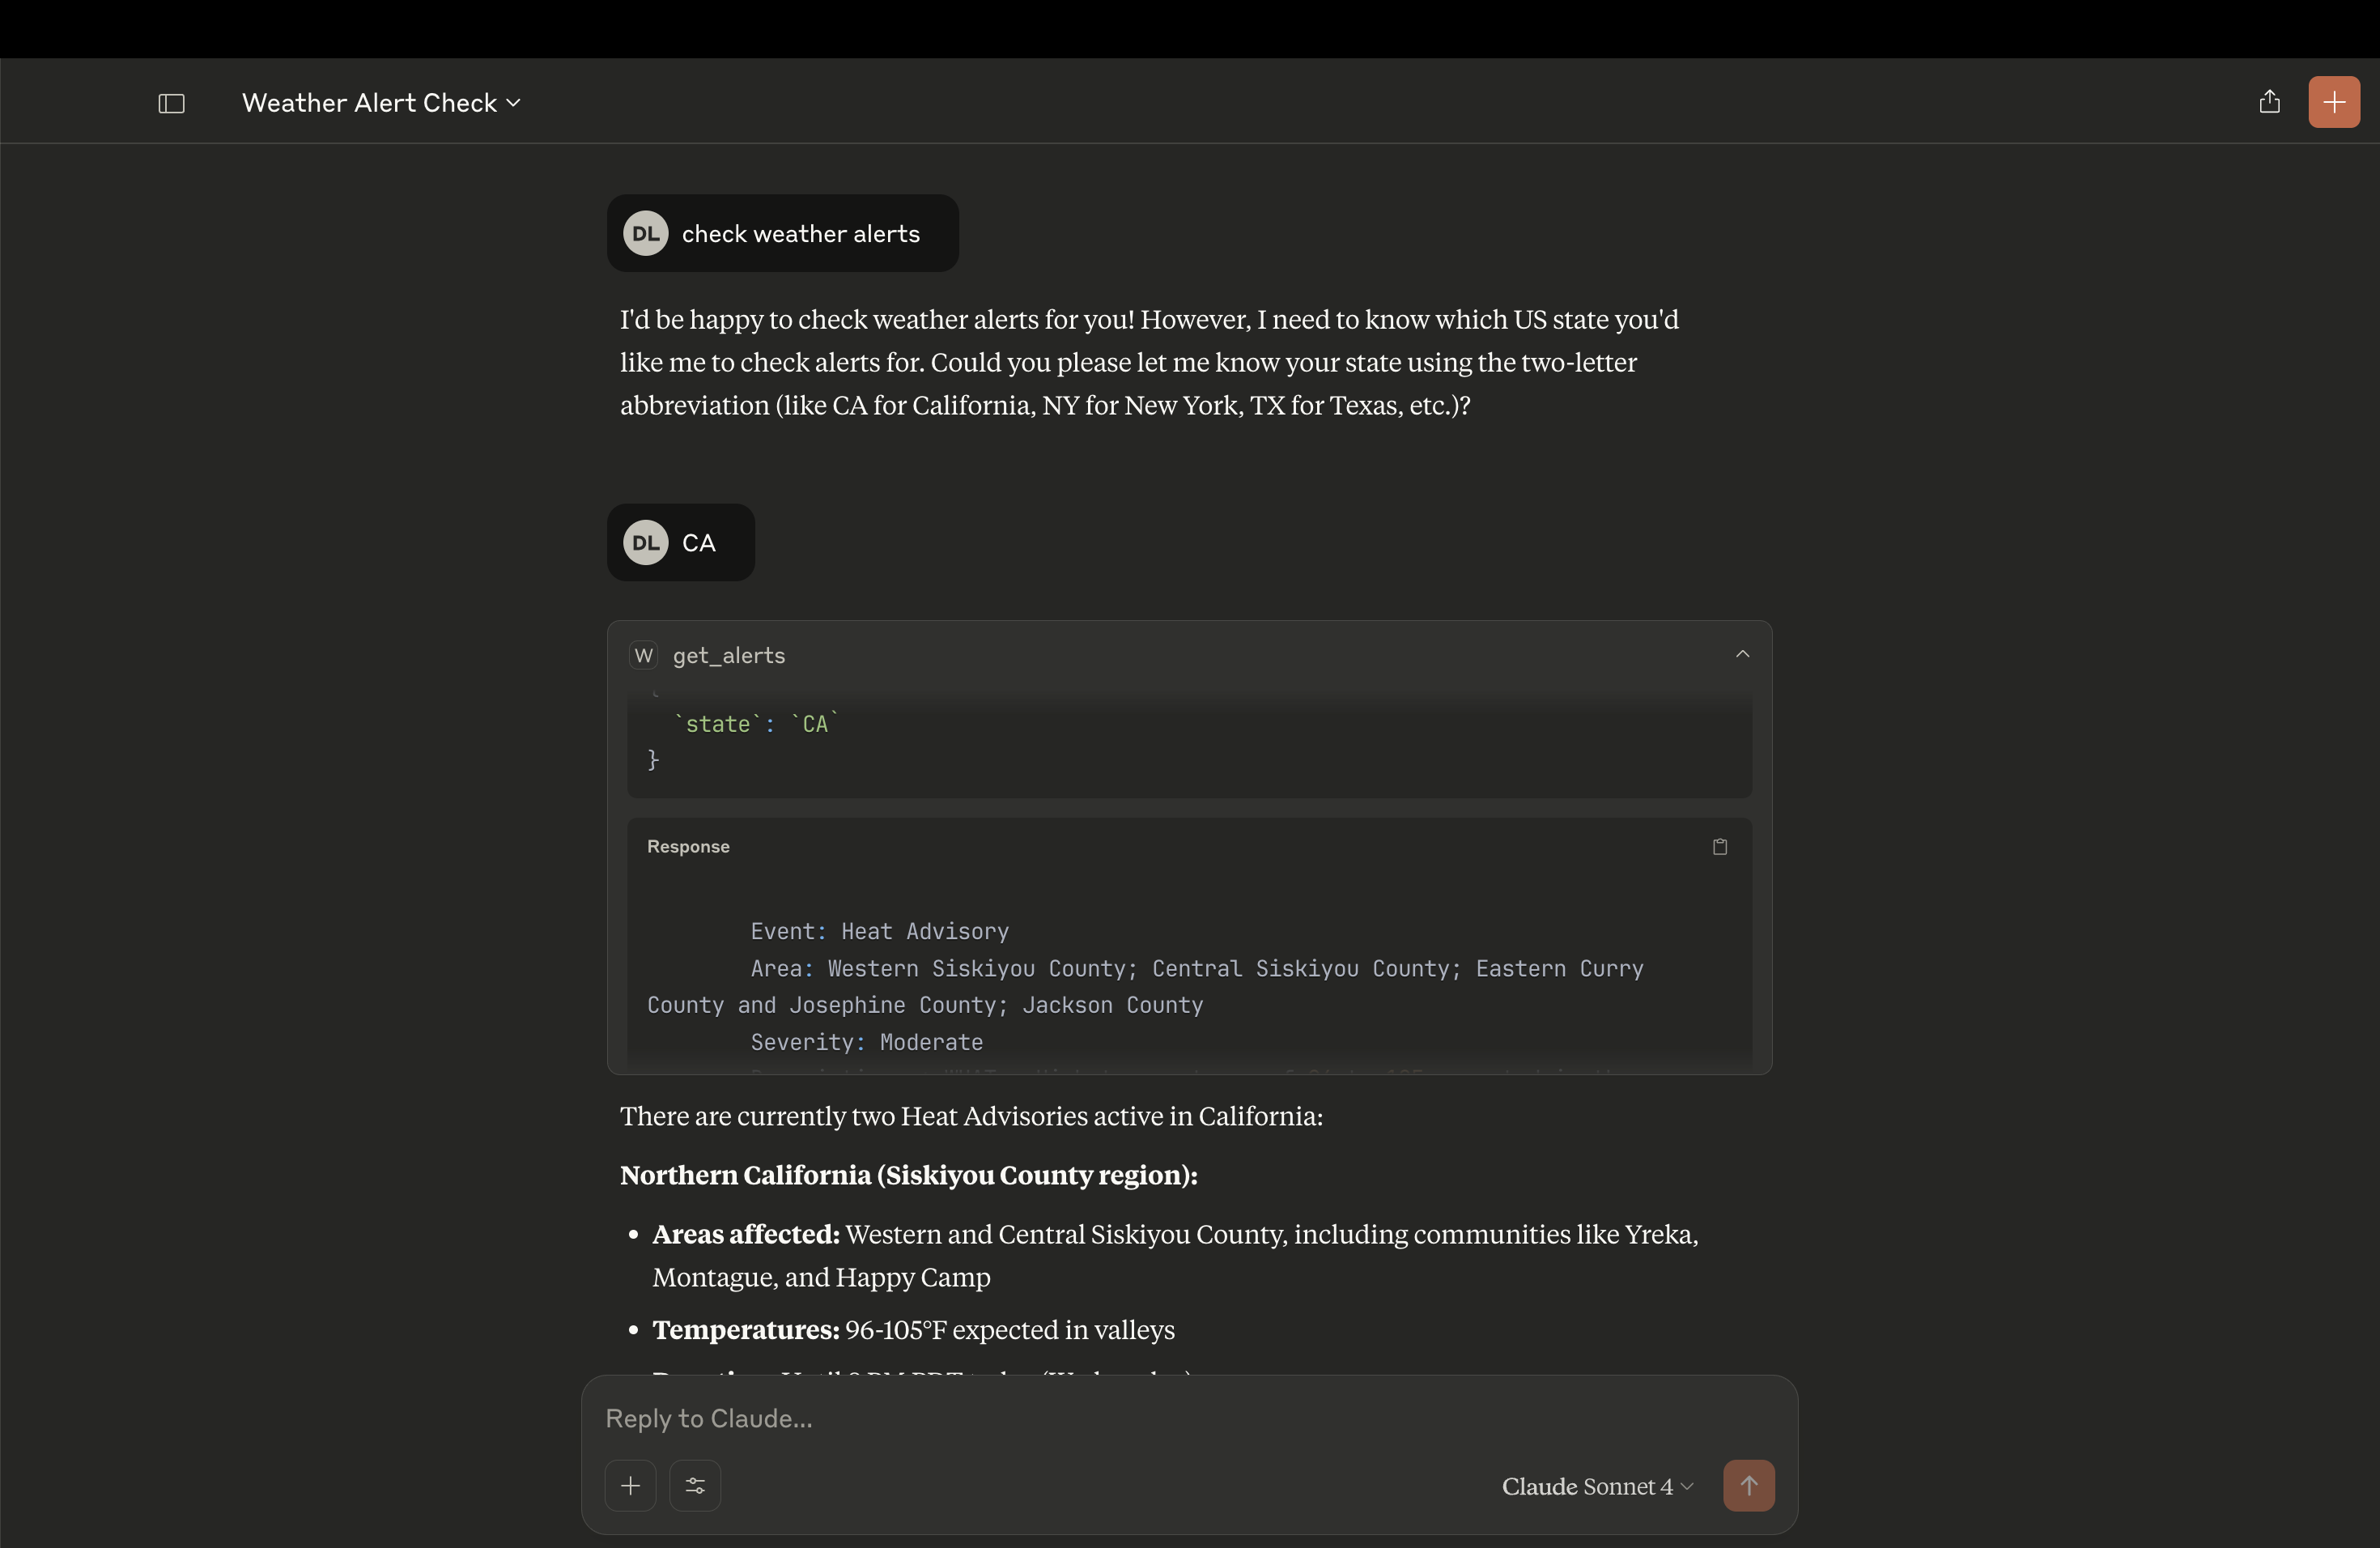 Weather Alert Check
DL check weather alerts
I'd be happy to check weather alerts for you! However, I need to know which US state you'd
like me to check alerts for. Could you please let me know your state using the two-letter
abbreviation (like CA for California, NY for New York, TX for Texas, etc.)?
DL CA
W get_alerts
`state`: `CA`
}
Response
Event: Heat Advisory
Area: Western Siskiyou County; Central Siskiyou County; Eastern Curry
County and Josephine County; Jackson County
Severity: Moderate
There are currently two Heat Advisories active in California:
Northern California (Siskiyou County region):
• Areas affected: Western and Central Siskiyou County, including communities like Yreka,
Montague, and Happy Camp
• Temperatures: 96-105°F expected in valleys
Reply to Claude...
Claude Sonnet 4